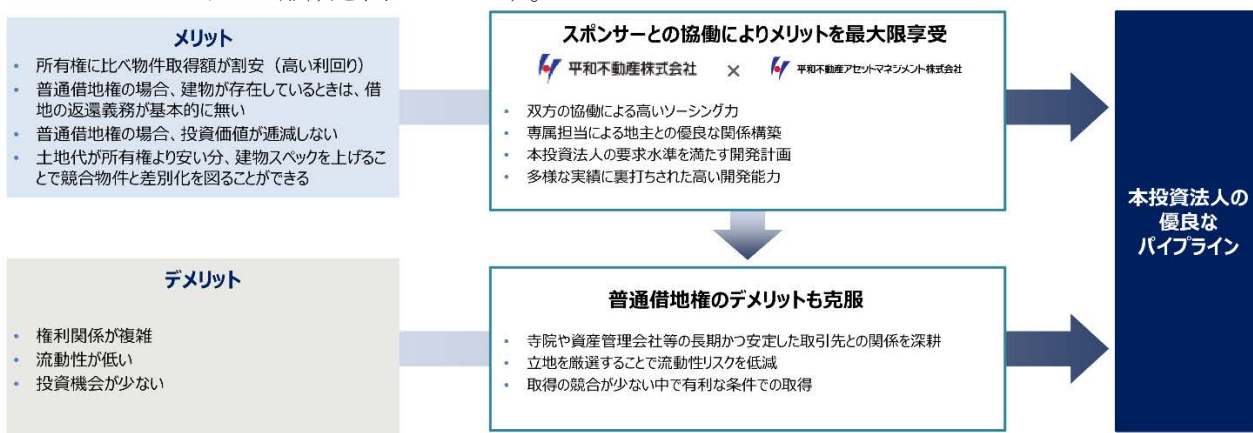 メリット
• 所有権に比べ物件取得額が割安（高い利回り）
• 普通借地権の場合、建物が存在しているときは、借
地の返還義務が基本的に無い
• 普通借地権の場合、投資価値が逓減しない
• 土地代が所有権より安い分、建物スペックを上げるこ
とで競合物件と差別化を図ることができる
スポンサーとの協働によりメリットを最大限享受
平和不動産株式会社 × 平和不動産アセットマネジメント株式会社
• 双方の協働による高いソーシング力
• 専属担当による地主との優良な関係構築
• 本投資法人の要求水準を満たす開発計画
• 多様な実績に裏打ちされた高い開発能力
デメリット
• 権利関係が複雑
• 流動性が低い
• 投資機会が少ない
普通借地権のデメリットも克服
• 寺院や資産管理会社等の長期かつ安定した取引先との関係を深耕
• 立地を厳選することで流動性リスクを低減
• 取得の競合が少ない中で有利な条件での取得
本投資法人の
優良な
パイプライン